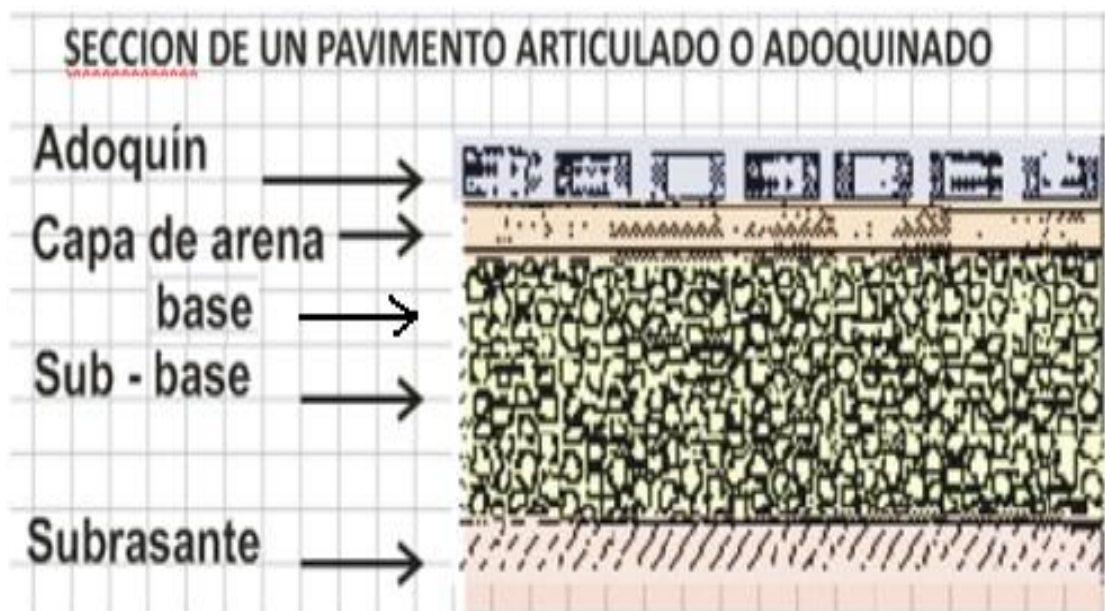 SECCION DE UN PAVIMENTO ARTICULADO O ADOQUINADO
Adoquín
Capa de arena
base
Sub - base
Subrasante